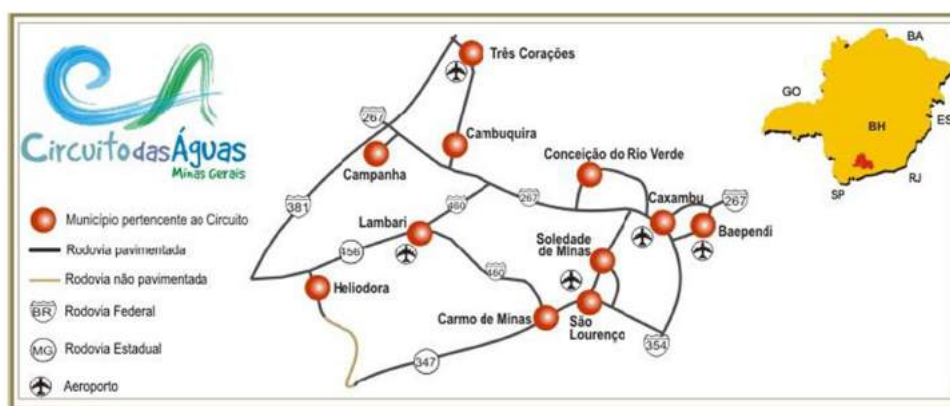 Circuito das Águas
Minas Gerais
Município pertencente ao Circuito
Rodovia pavimentada
Rodovia não pavimentada
BR
Rodovia Federal
MG
Rodovia Estadual
Aeroporto
Três Corações
267
Cambuquira
Campanha
Conceição do Rio Verde
381
Lambari
460
267
Caxambu
267
Baependi
456
Soledade
de Minas
460
Heliodora
Carmo de Minas
São
Lourenço
354
347
BA
GO
ES
BH
SP
RJ